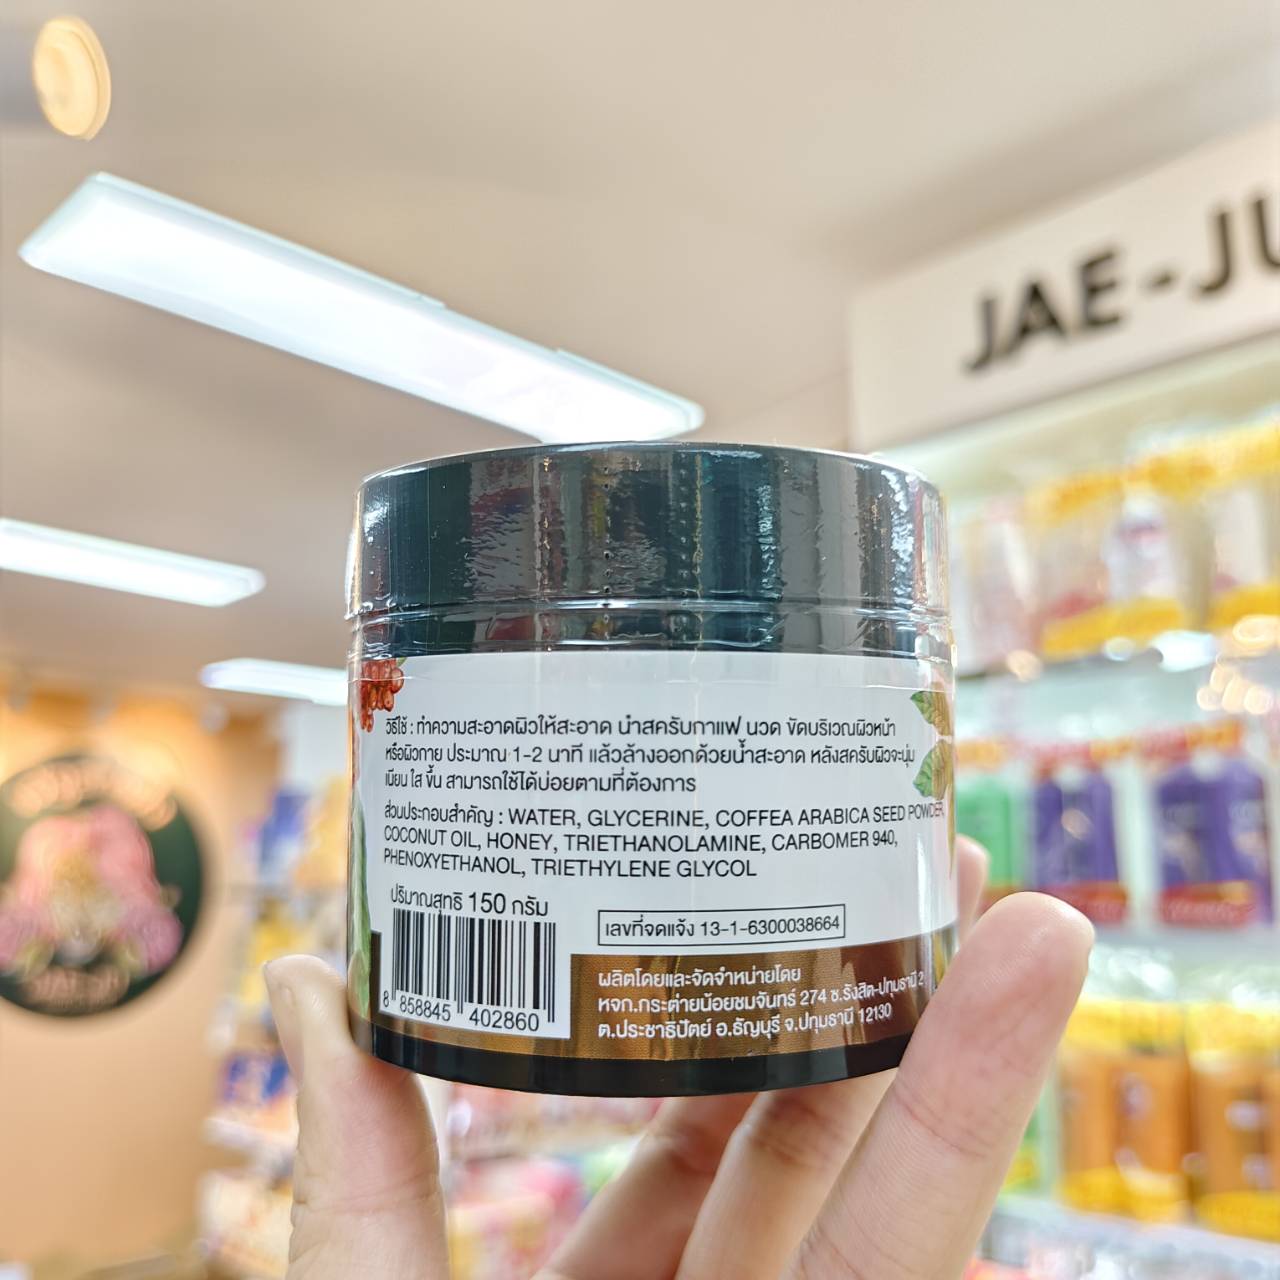 JAE-JU
วิธีใช้ : ทำความสะอาดผิวให้สะอาด นำสครับกาแฟ นวด ขัดบริเวณผิวหน้า
หรือผิวกาย ประมาณ 1-2 นาที แล้วล้างออกด้วยน้ำสะอาด หลังสครับผิวจะนุ่ม
เนียน ใส ขึ้น สามารถใช้ได้บ่อยตามที่ต้องการ
ส่วนประกอบสำคัญ : WATER, GLYCERINE, COFFEA ARABICA SEED POWDER,
COCONUT OIL, HONEY, TRIETHANOLAMINE, CARBOMER 940,
PHENOXYETHANOL, TRIETHYLENE GLYCOL
ปริมาณสุทธิ 150 กรัม
เลขที่จดแจ้ง 13-1-6300038664
8 858845 402860
ผลิตโดยและจัดจำหน่ายโดย
หจก.กระต่ายน้อยชมจันทร์ 274 ซ.รังสิต-ปทุมธานี 2
ต.ประชาธิปัตย์ อ.ธัญบุรี จ.ปทุมธานี 12130